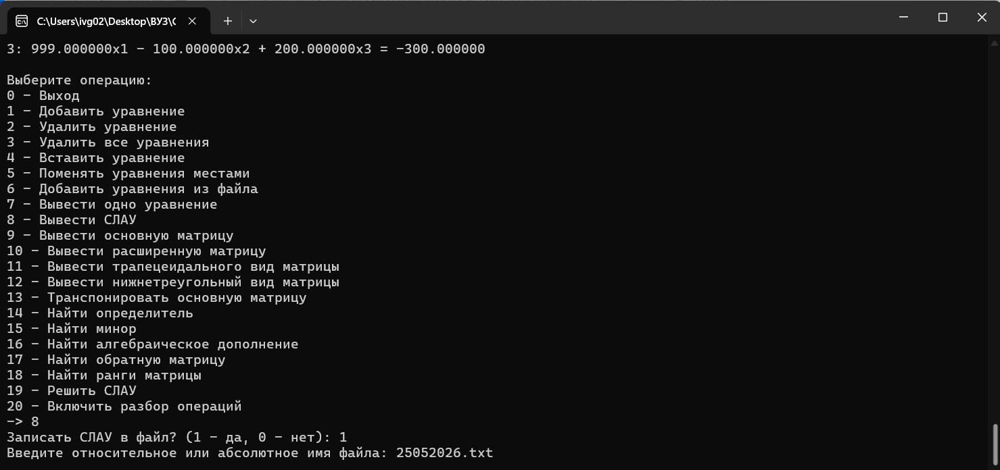 C:\Users\ivg02\Desktop\ВУЗ\С
3: 999.000000x1 - 100.000000x2 + 200.000000x3 = -300.000000
Выберите операцию:
0 - Выход
1 - Добавить уравнение
2 - Удалить уравнение
3 - Удалить все уравнения
4 - Вставить уравнение
5 - Поменять уравнения местами
6 - Добавить уравнения из файла
7 - Вывести одно уравнение
8 - Вывести СЛАУ
9 - Вывести основную матрицу
10 - Вывести расширенную матрицу
11 - Вывести трапецеидального вид матрицы
12 - Вывести нижнетреугольный вид матрицы
13 - Транспонировать основную матрицу
14 - Найти определитель
15 - Найти минор
16 - Найти алгебраическое дополнение
17 - Найти обратную матрицу
18 - Найти ранги матрицы
19 - Решить СЛАУ
20 - Включить разбор операций
-> 8
Записать СЛАУ в файл? (1 - да, 0 - нет): 1
Введите относительное или абсолютное имя файла: 25052026.txt